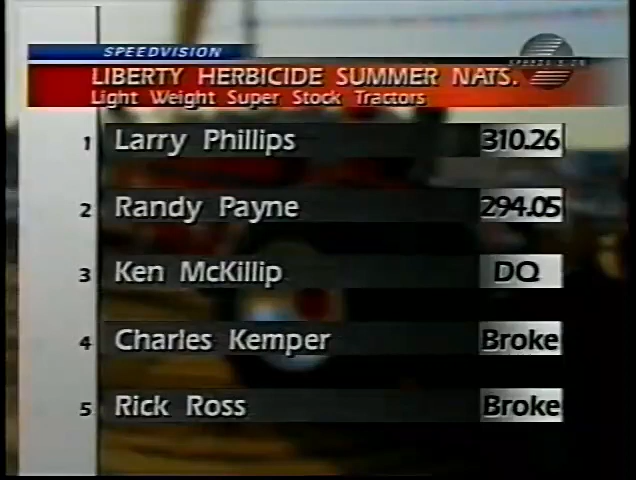 SPEEDVISION
SPEEDVISION
LIBERTY HERBICIDE SUMMER NATS.
Light Weight Super Stock Tractors
1 Larry Phillips 310.26
2 Randy Payne 294.05
3 Ken McKillip DQ
4 Charles Kemper Broke
5 Rick Ross Broke